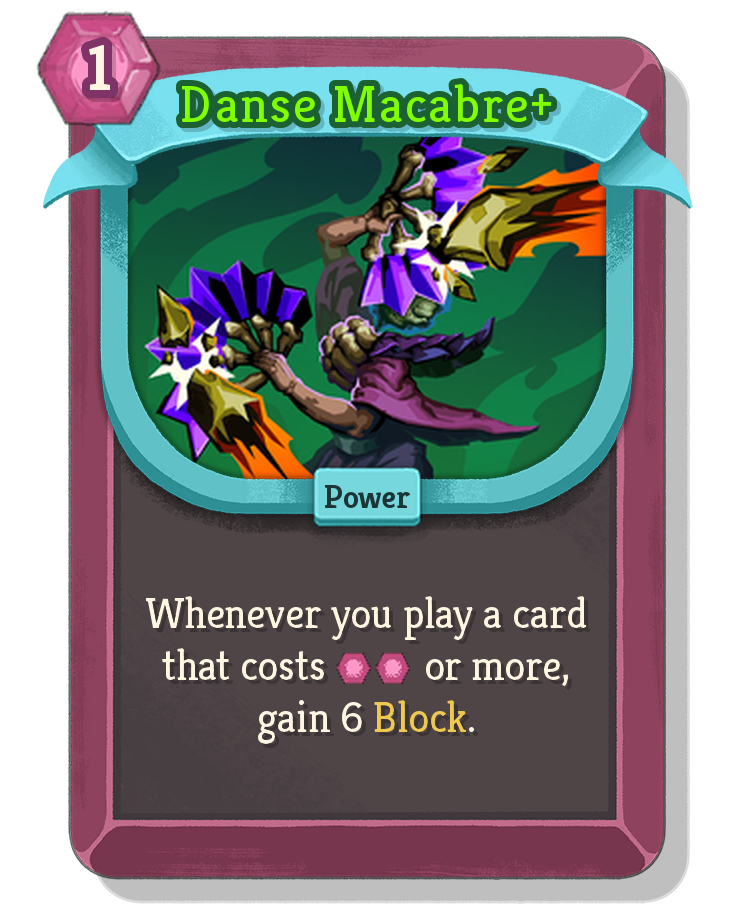 1
Danse Macabre+
Power
Whenever you play a card
that costs or more,
gain 6 Block.